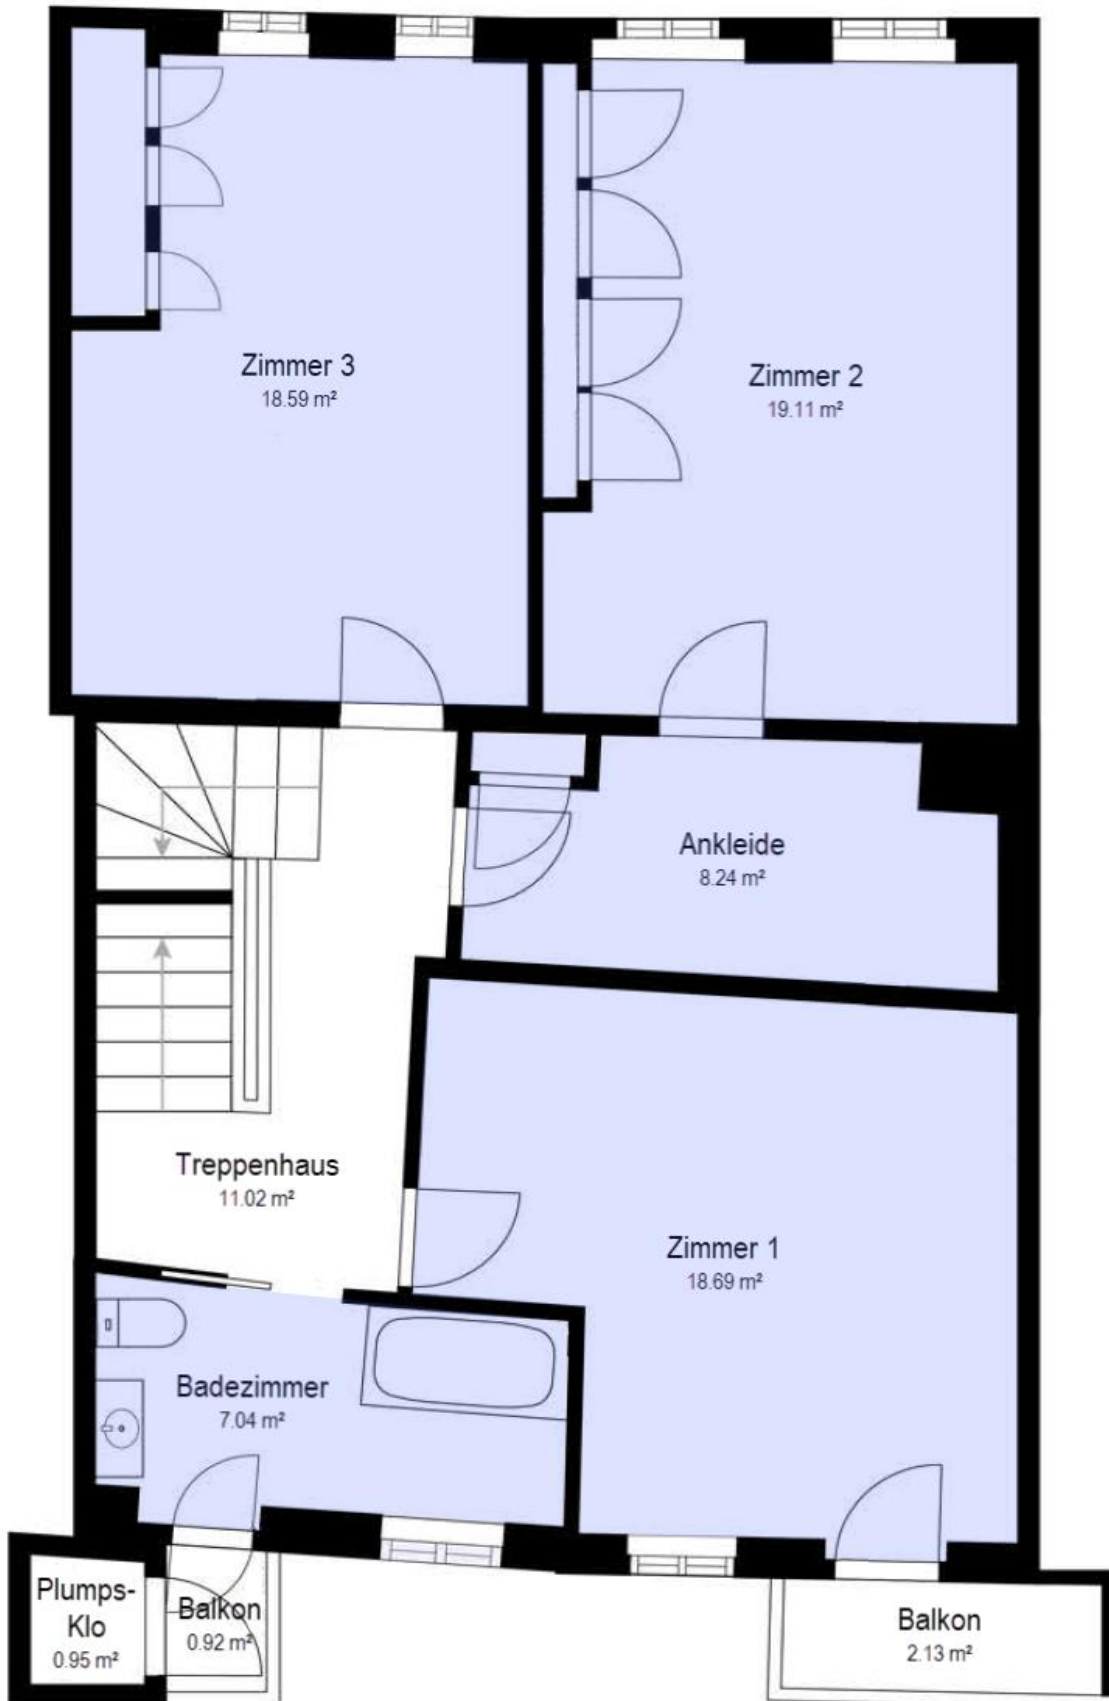 Zimmer 3
18.59 m²
Zimmer 2
19.11 m²
Ankleide
8.24 m²
Treppenhaus
11.02 m²
Zimmer 1
18.69 m²
Badezimmer
7.04 m²
Plumps-
Klo
0.95 m²
Balkon
0.92 m²
Balkon
2.13 m²